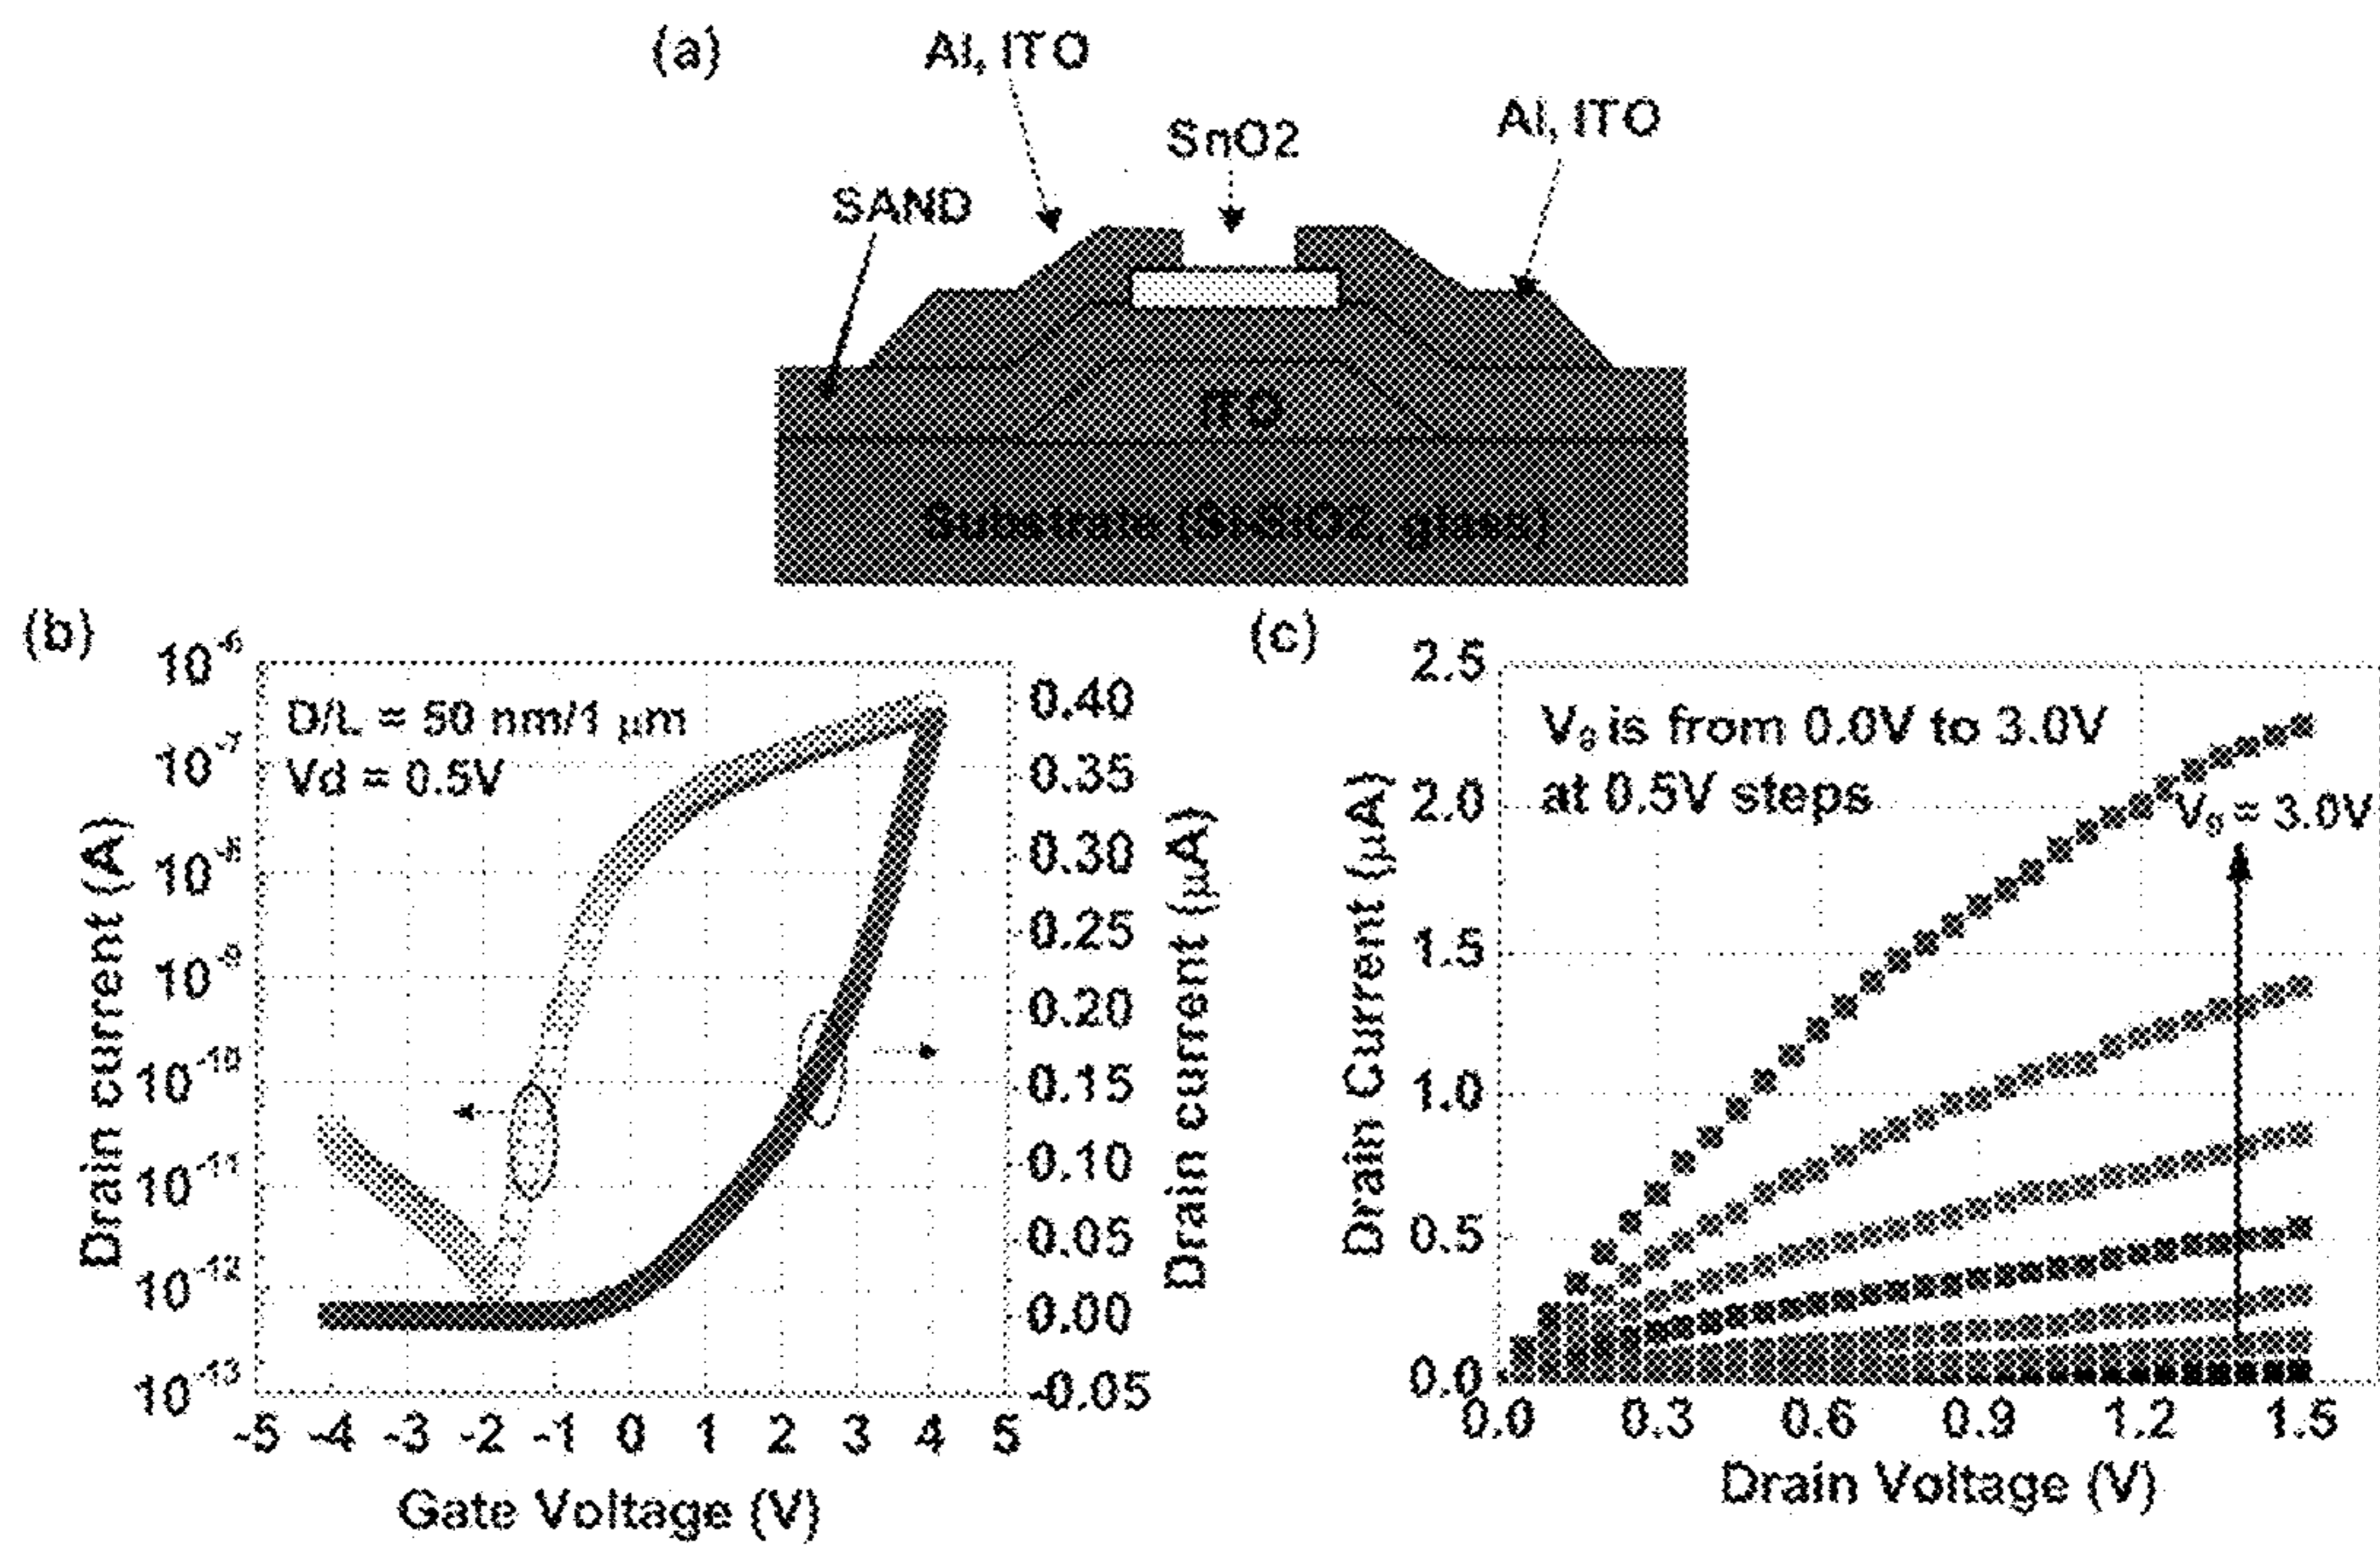 (a)
Al, ITO
Al, ITO
SnO2
SAND
ITO
Substrate (Si-SiO2, glass)
(b)
10-6
10-7
10-8
10-9
10-10
10-11
10-12
10-13
Drain current (A)
D/L = 50 nm/1 μm
Vd = 0.5V
0.40
0.35
0.30
0.25
0.20
0.15
0.10
0.05
0.00
-0.05
Drain current (μA)
-5 -4 -3 -2 -1 0 1 2 3 4 5
Gate Voltage (V)
(c)
2.5
2.0
1.5
1.0
0.5
0.0
Drain Current (μA)
Vg is from 0.0V to 3.0V
at 0.5V steps
Vg = 3.0V
0.0 0.3 0.6 0.9 1.2 1.5
Drain Voltage (V)